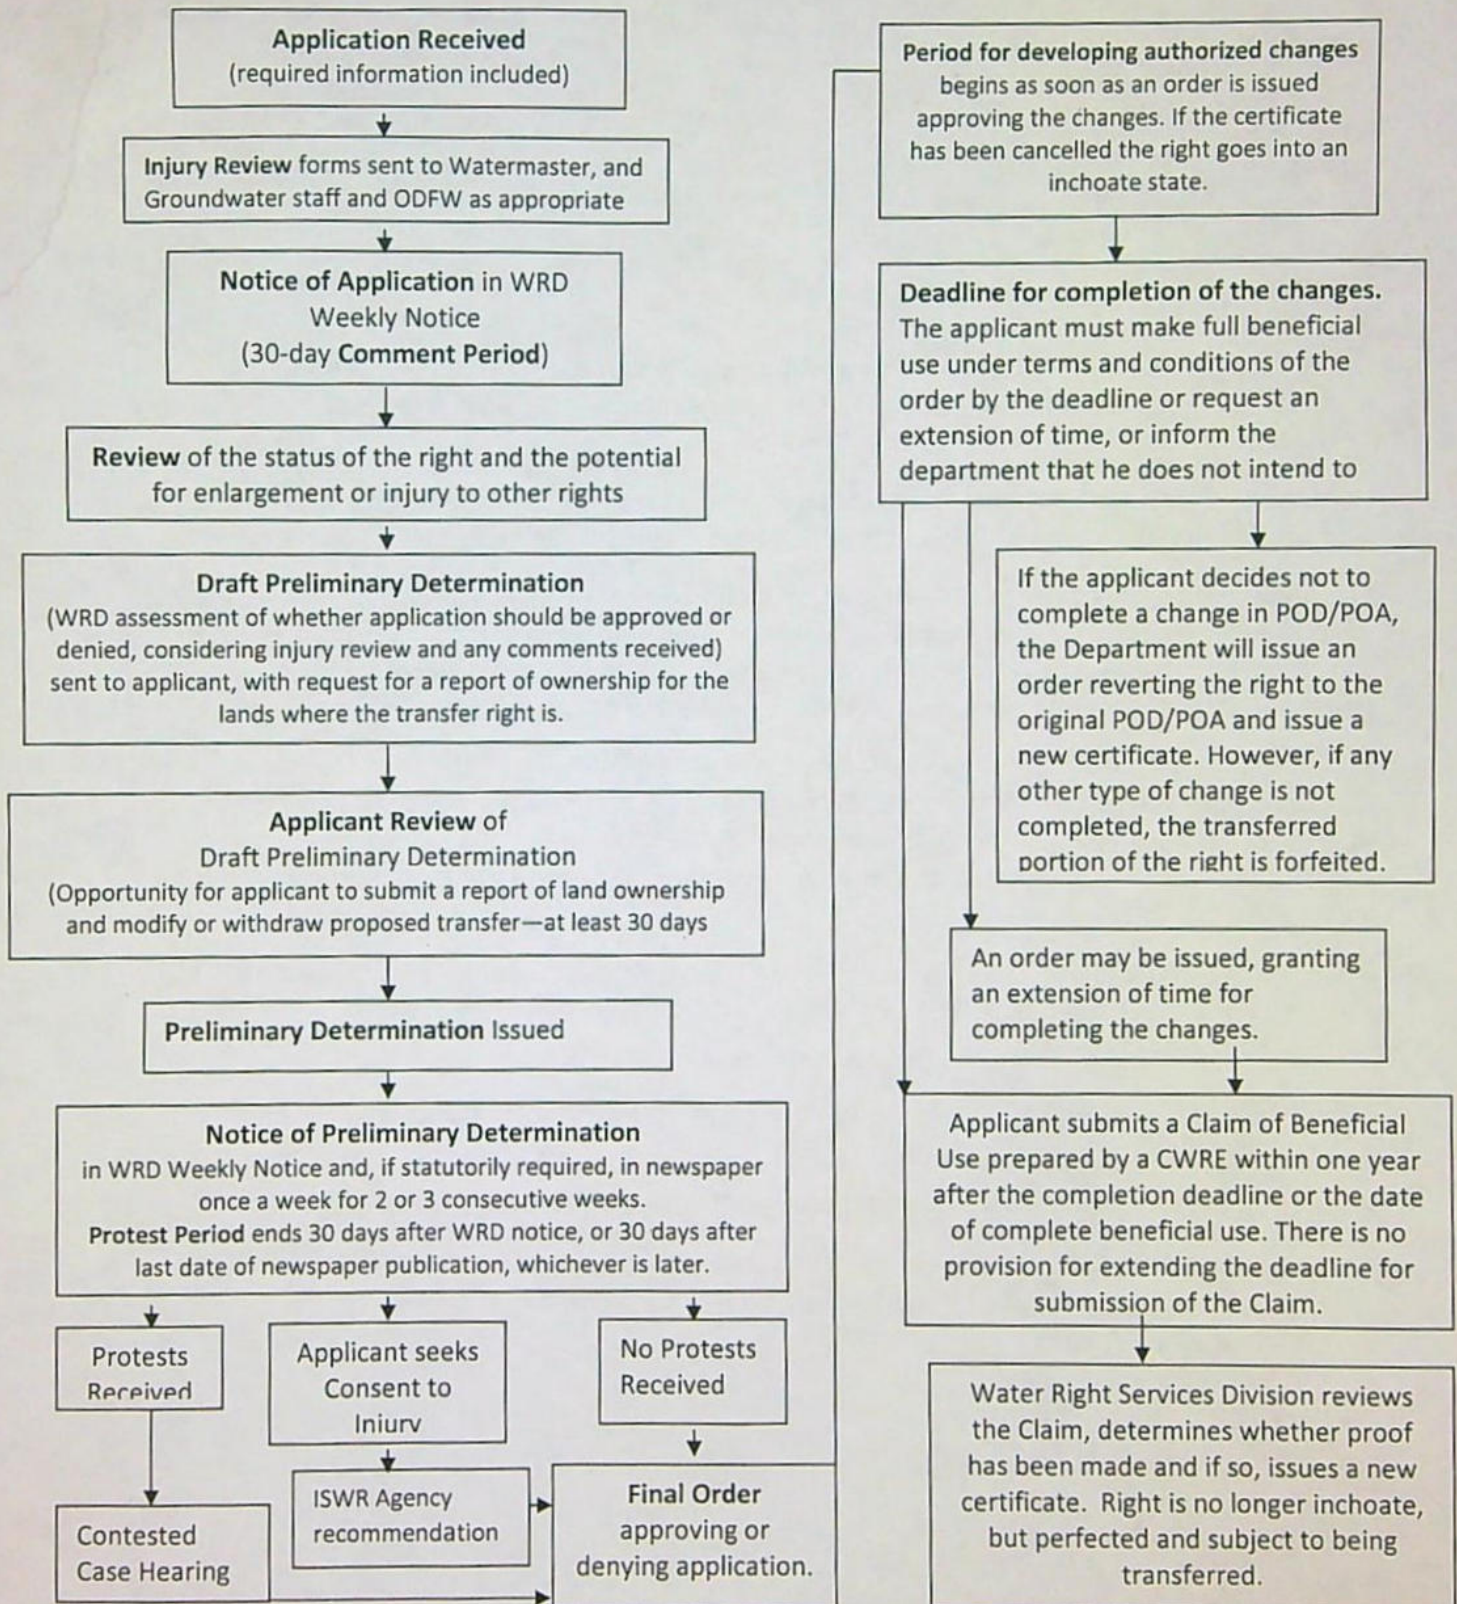 Application Received
(required information included)
Injury Review forms sent to Watermaster, and
Groundwater staff and ODFW as appropriate
Notice of Application in WRD
Weekly Notice
(30-day Comment Period)
Review of the status of the right and the potential
for enlargement or injury to other rights
Draft Preliminary Determination
(WRD assessment of whether application should be approved or
denied, considering injury review and any comments received)
sent to applicant, with request for a report of ownership for the
lands where the transfer right is.
Applicant Review of
Draft Preliminary Determination
(Opportunity for applicant to submit a report of land ownership
and modify or withdraw proposed transfer—at least 30 days
Preliminary Determination Issued
Notice of Preliminary Determination
in WRD Weekly Notice and, if statutorily required, in newspaper
once a week for 2 or 3 consecutive weeks.
Protest Period ends 30 days after WRD notice, or 30 days after
last date of newspaper publication, whichever is later.
Protests
Received
Contested
Case Hearing
Applicant seeks
Consent to
Injury
ISWR Agency
recommendation
No Protests
Received
Final Order
approving or
denying application.
Period for developing authorized changes
begins as soon as an order is issued
approving the changes. If the certificate
has been cancelled the right goes into an
inchoate state.
Deadline for completion of the changes.
The applicant must make full beneficial
use under terms and conditions of the
order by the deadline or request an
extension of time, or inform the
department that he does not intend to
If the applicant decides not to
complete a change in POD/POA,
the Department will issue an
order reverting the right to the
original POD/POA and issue a
new certificate. However, if any
other type of change is not
completed, the transferred
portion of the right is forfeited.
An order may be issued, granting
an extension of time for
completing the changes.
Applicant submits a Claim of Beneficial
Use prepared by a CWRE within one year
after the completion deadline or the date
of complete beneficial use. There is no
provision for extending the deadline for
submission of the Claim.
Water Right Services Division reviews
the Claim, determines whether proof
has been made and if so, issues a new
certificate. Right is no longer inchoate,
but perfected and subject to being
transferred.